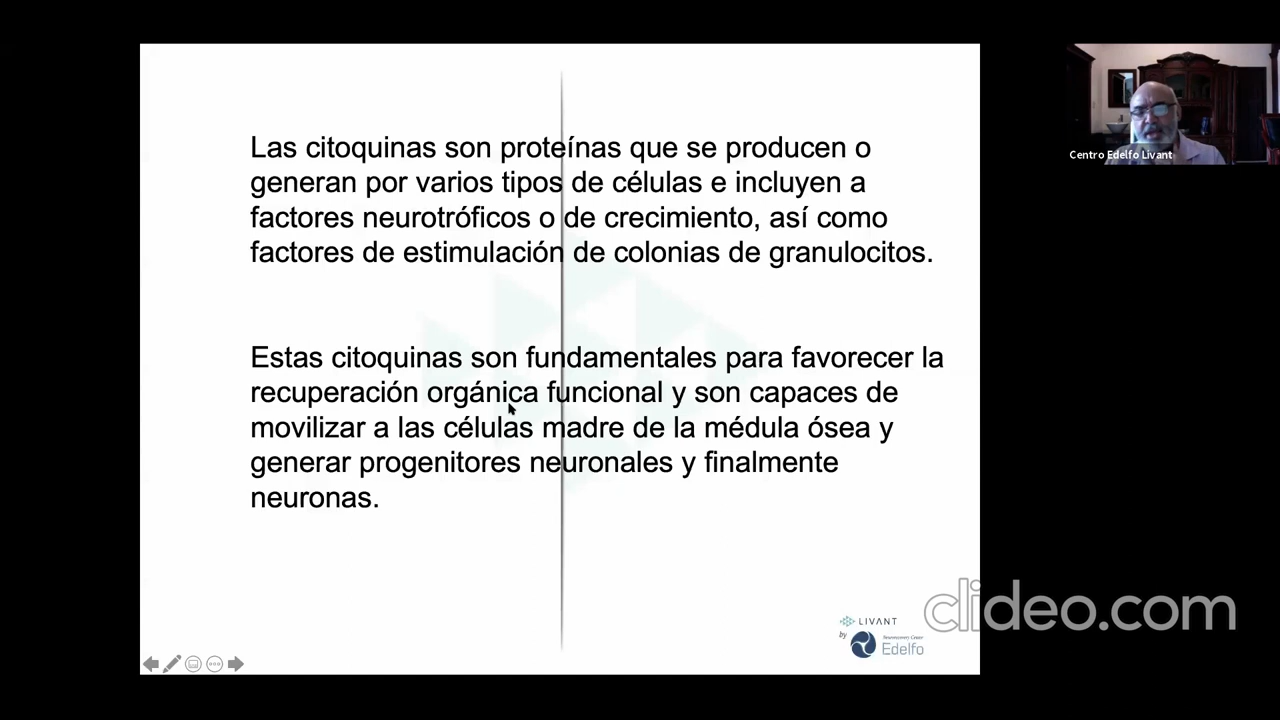 Las citoquinas son proteínas que se producen o
generan por varios tipos de células e incluyen a
factores neurotróficos o de crecimiento, así como
factores de estimulación de colonias de granulocitos.
Estas citoquinas son fundamentales para favorecer la
recuperación orgánica funcional y son capaces de
movilizar a las células madre de la médula ósea y
generar progenitores neuronales y finalmente
neuronas.
Centro Edelfo Livant
LIVANT
by
Edelfo
clideo.com